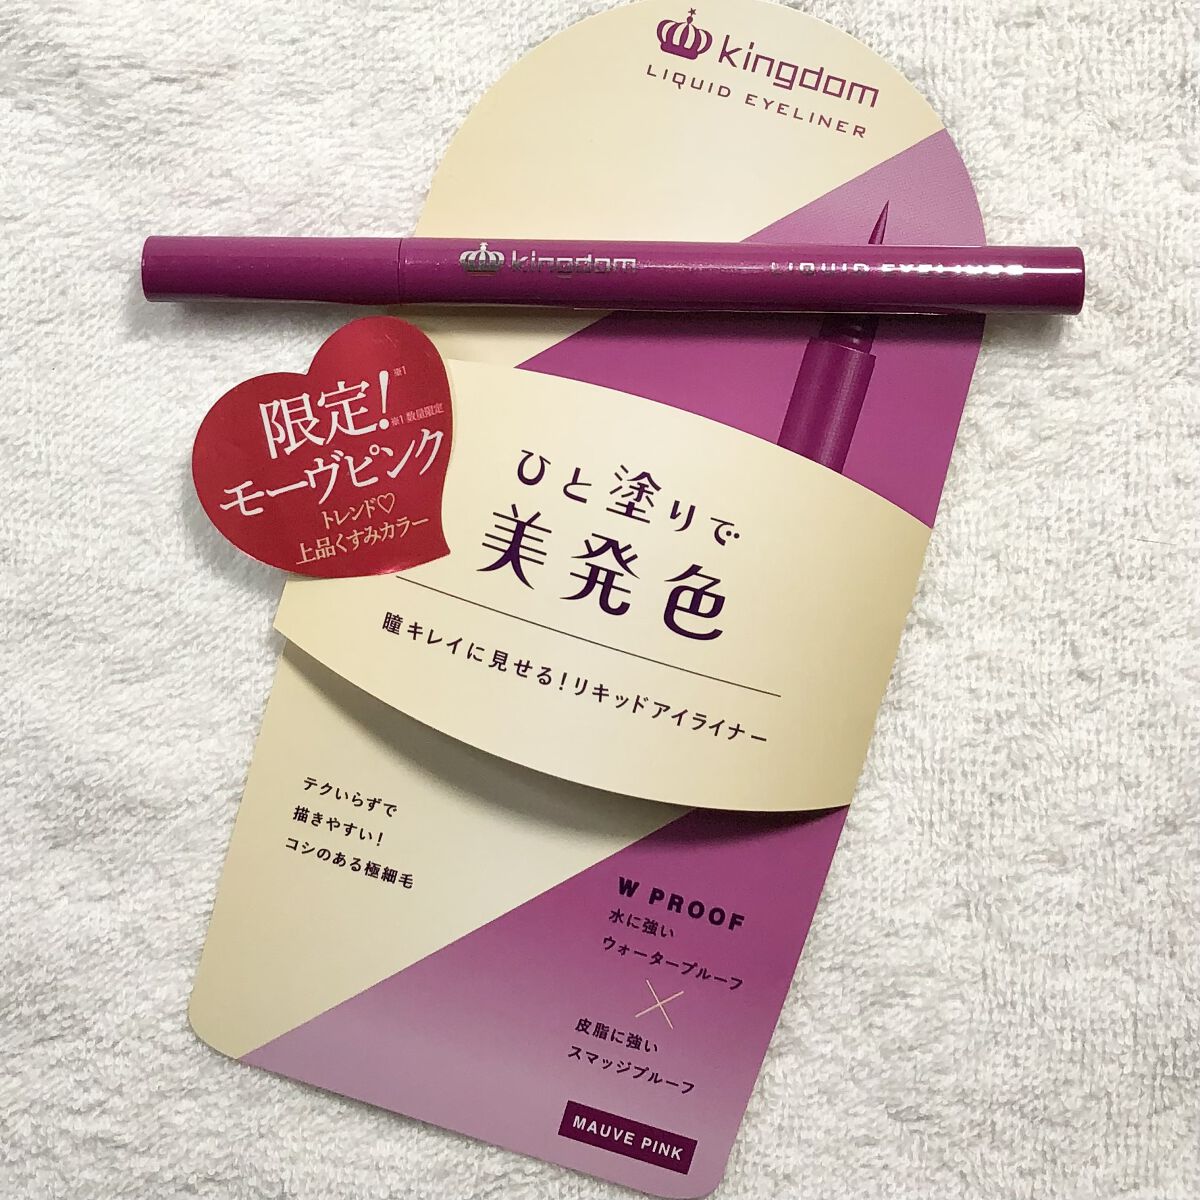 kingdom
LIQUID EYELINER
kingdom
LIQUID EYELINER
限定！※1
※1 数量限定
モーヴピンク
トレンド♡
上品くすみカラー
ひと塗りで
美発色
瞳キレイに見せる！リキッドアイライナー
テクいらずで
描きやすい！
コシのある極細毛
W PROOF
水に強い
ウォータープルーフ
×
皮脂に強い
スマッジプルーフ
MAUVE PINK